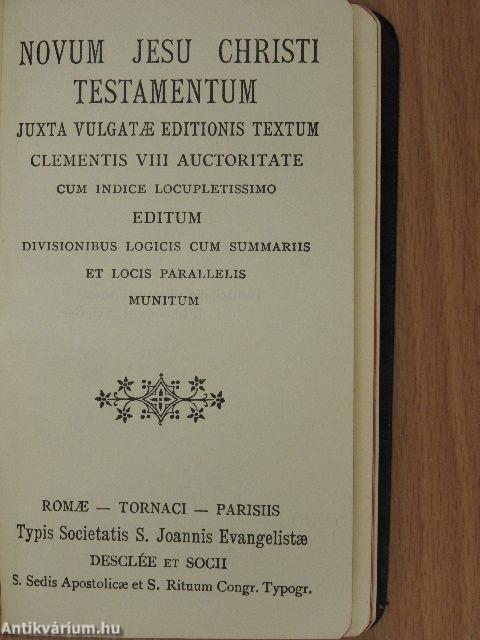 NOVUM JESU CHRISTI
TESTAMENTUM
JUXTA VULGATÆ EDITIONIS TEXTUM
CLEMENTIS VIII AUCTORITATE
CUM INDICE LOCUPLETISSIMO
EDITUM
DIVISIONIBUS LOGICIS CUM SUMMARIIS
ET LOCIS PARALLELIS
MUNITUM
ROMÆ — TORNACI — PARISIIS
Typis Societatis S. Joannis Evangelistæ
DESCLÉE ET SOCII
S. Sedis Apostolicæ et S. Rituum Congr. Typogr.
Antikvárium.hu